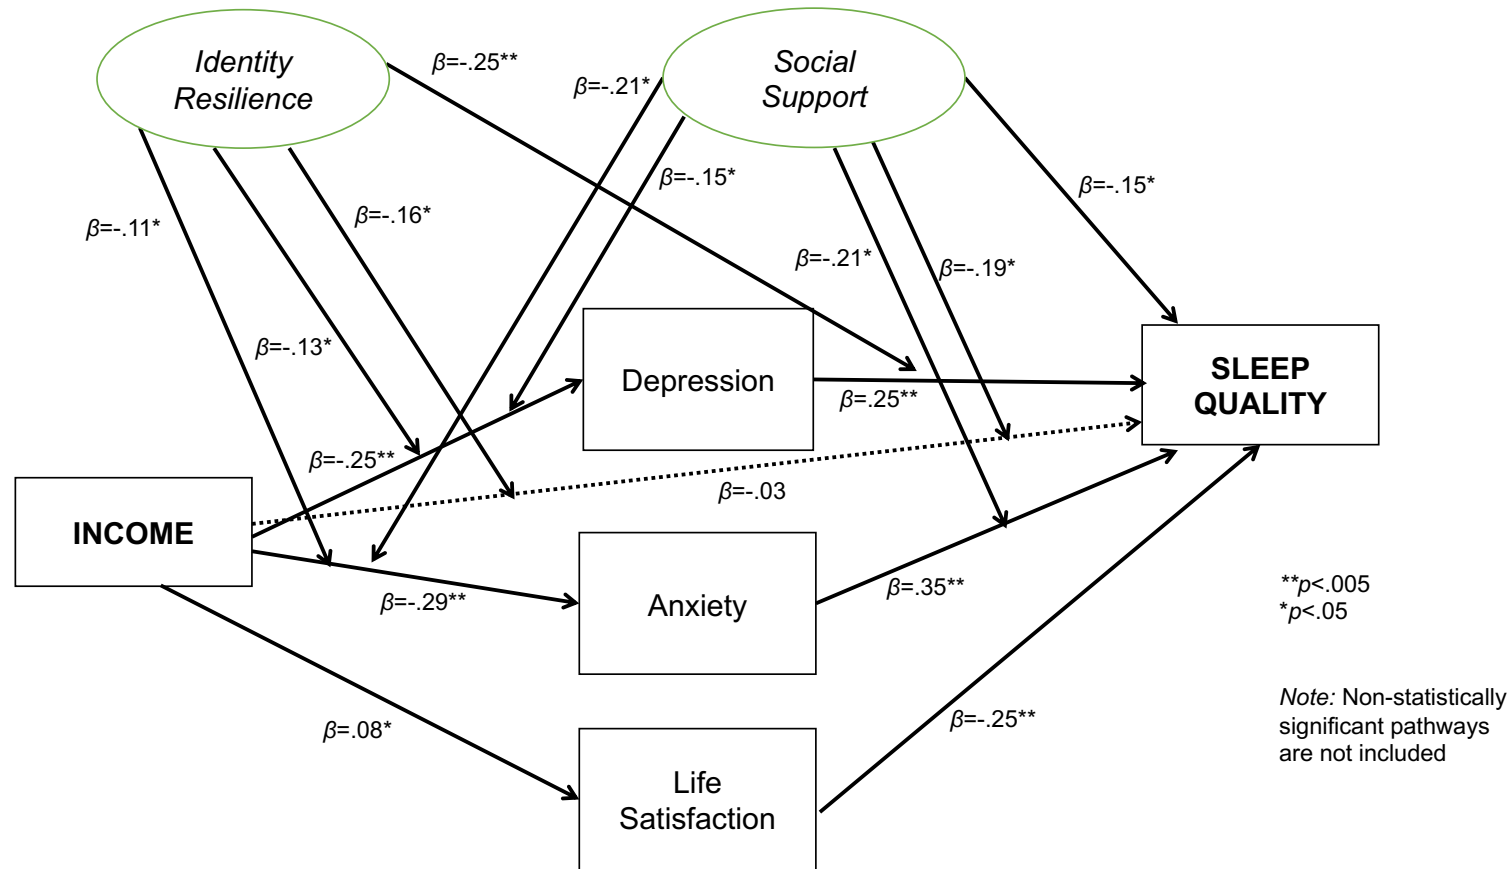 Identity
Resilience
Social
Support
β=-.25**
β=-.21*
β=-.15*
β=-.15*
β=-.11*
β=-.16*
β=-.21*
β=-.19*
β=-.13*
Depression
β=.25**
SLEEP
QUALITY
β=-.25**
β=-.03
INCOME
β=-.29**
Anxiety
β=.35**
**p<.005
*p<.05
β=.08*
Life
Satisfaction
β=-.25**
Note: Non-statistically
significant pathways
are not included